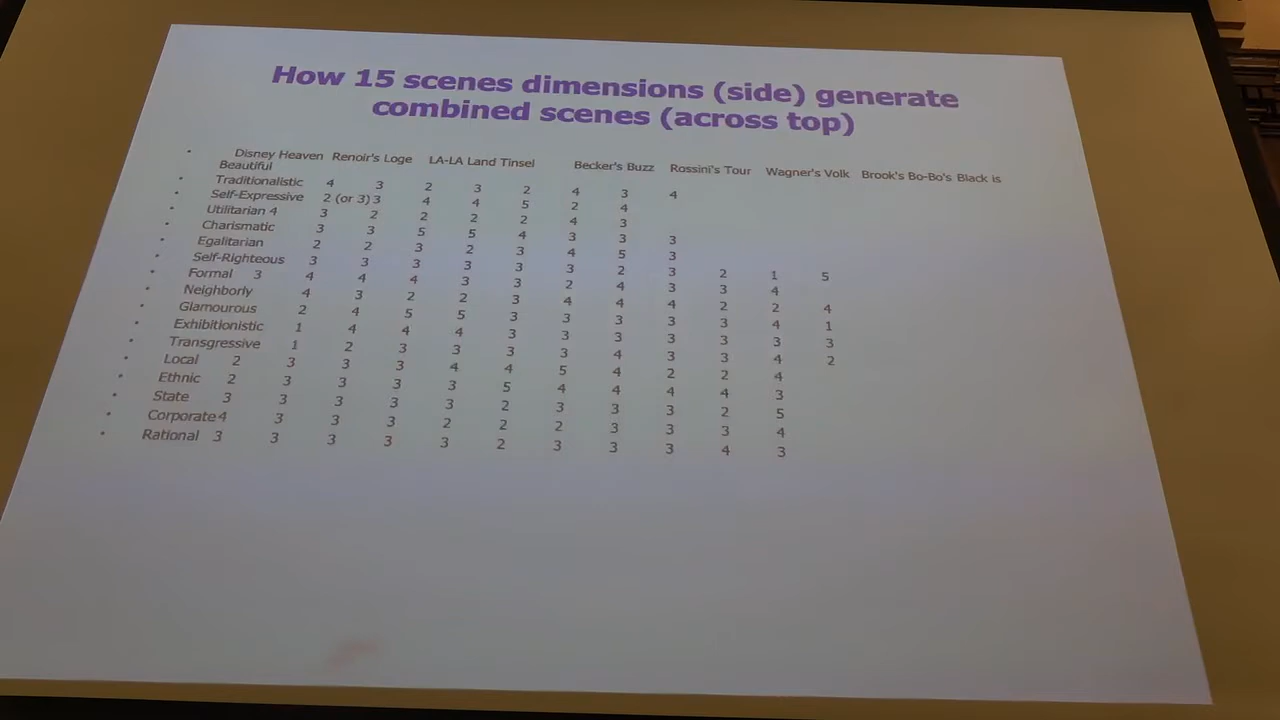 How 15 scenes dimensions (side) generate
combined scenes (across top)
• Disney Heaven Renoir's Loge LA-LA Land Tinsel Becker's Buzz Rossini's Tour Wagner's Volk Brook's Bo-Bo's Black is
Beautiful
• Traditionalistic 4 3 2 3 2 4 3 4
• Self-Expressive 2 (or 3) 3 4 4 5 2 4
• Utilitarian 4 3 2 2 2 2 4 3
• Charismatic 3 3 5 5 4 3 3 3
• Egalitarian 2 2 3 2 3 4 5 3
• Self-Righteous 3 3 3 3 3 3 2 3 2 1 5
• Formal 3 4 4 4 3 3 2 4 3 3 4
• Neighborly 4 3 2 2 3 4 4 4 2 2 4
• Glamourous 2 4 5 5 3 3 3 3 3 4 1
• Exhibitionistic 1 4 4 4 3 3 3 3 3 3 3
• Transgressive 1 2 3 3 3 3 4 3 3 4 2
• Local 2 3 3 3 4 4 5 4 2 2 4
• Ethnic 2 3 3 3 3 5 4 4 4 4 3
• State 3 3 3 3 3 2 3 3 3 2 5
• Corporate 4 3 3 3 2 2 2 3 3 3 4
• Rational 3 3 3 3 3 2 3 3 3 4 3